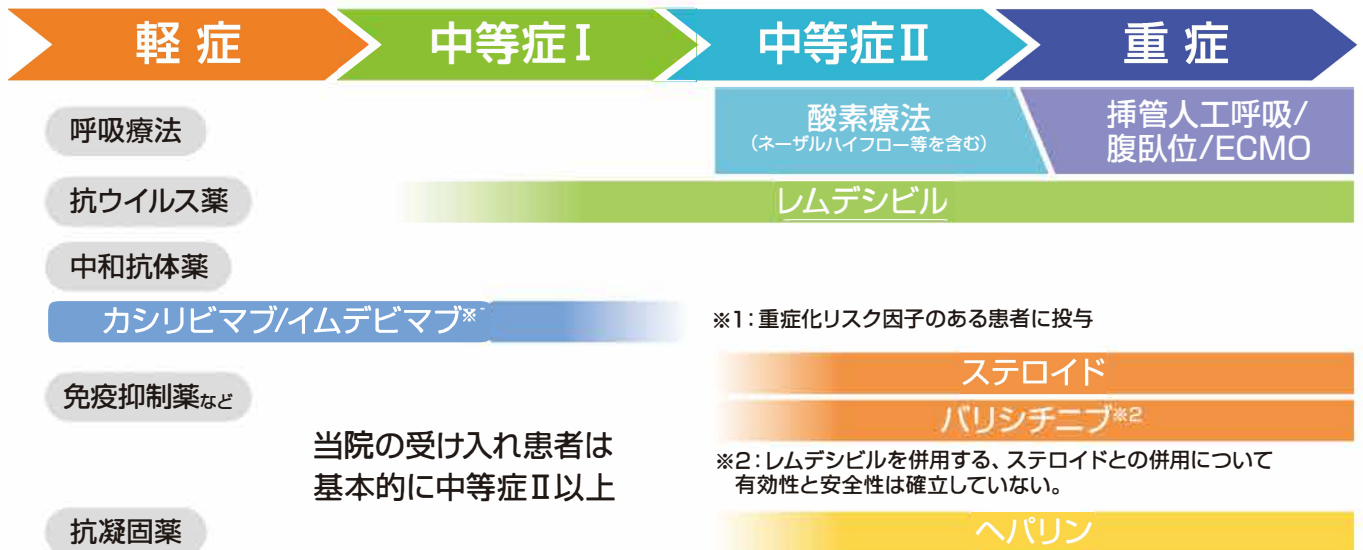 軽症 中等症Ⅰ 中等症Ⅱ 重症
呼吸療法
酸素療法
(ネーザルハイフロー等を含む)
挿管人工呼吸/
腹臥位/ECMO
抗ウイルス薬
レムデシビル
中和抗体薬
カシリビマブ/イムデビマブ※
※1:重症化リスク因子のある患者に投与
免疫抑制薬など
ステロイド
バリシチニブ※2
※2:レムデシビルを併用する、ステロイドとの併用について
有効性と安全性は確立していない。
当院の受け入れ患者は
基本的に中等症Ⅱ以上
抗凝固薬
ヘパリン